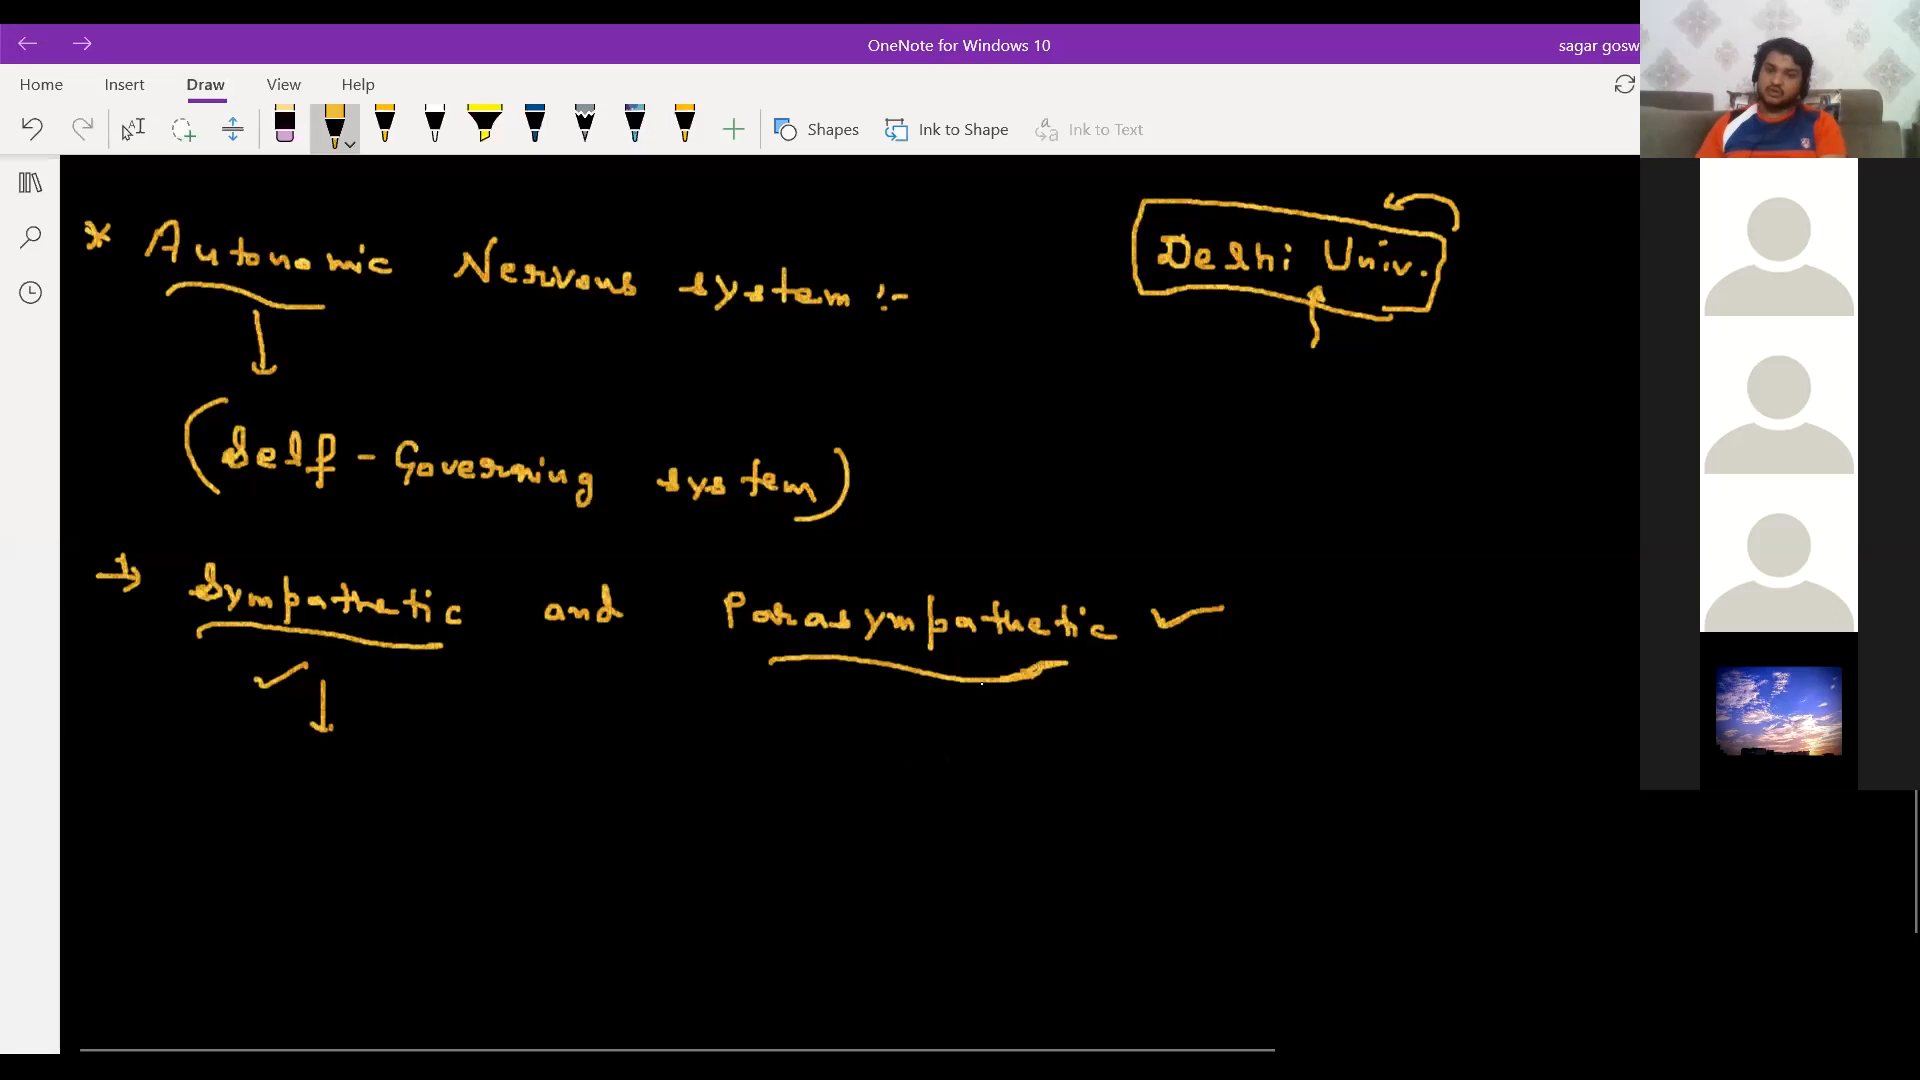 OneNote for Windows 10
sagar gosw
Home Insert Draw View Help
Shapes Ink to Shape Ink to Text
* Autonomic Nervous system :-
Delhi Univ.
(Self - Governing system)
→ Sympathetic and Parasympathetic ✓